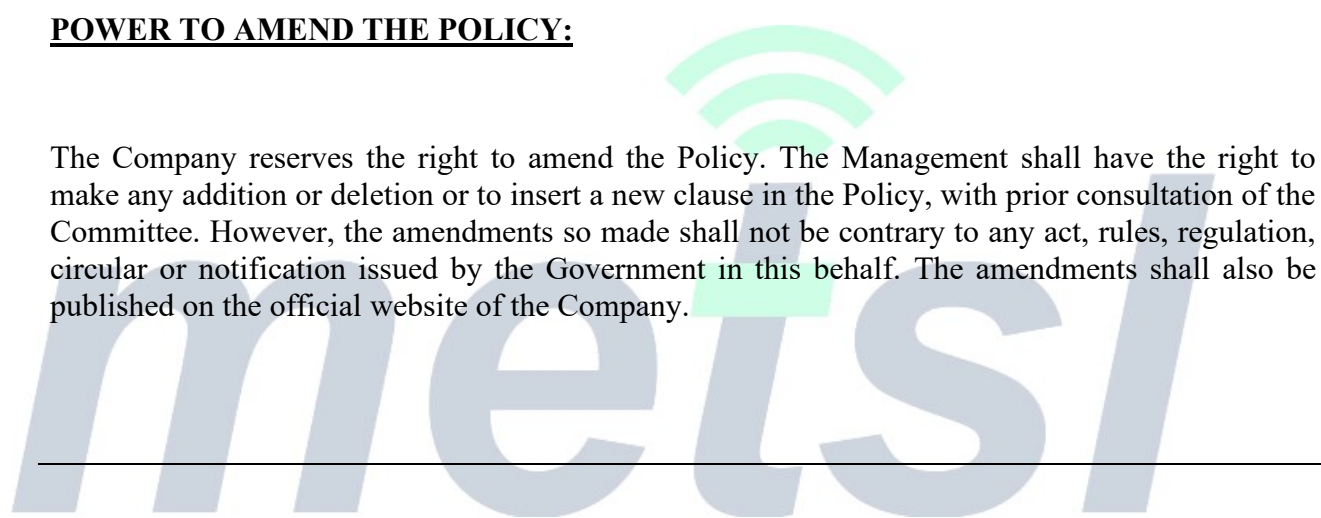 POWER TO AMEND THE POLICY:
The Company reserves the right to amend the Policy. The Management shall have the right to
make any addition or deletion or to insert a new clause in the Policy, with prior consultation of the
Committee. However, the amendments so made shall not be contrary to any act, rules, regulation,
circular or notification issued by the Government in this behalf. The amendments shall also be
published on the official website of the Company.
metsl